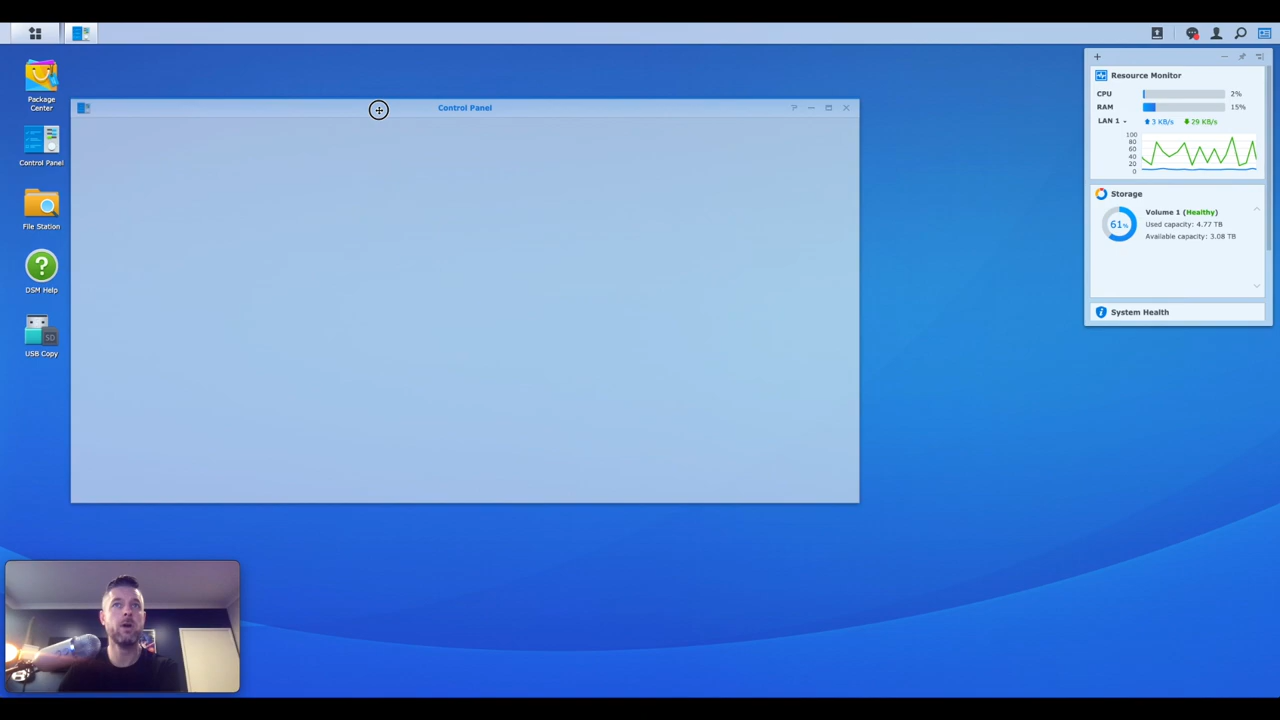 Package
Center
Control Panel
File Station
DSM Help
SD
USB Copy
Control Panel
Resource Monitor
CPU 2%
RAM 15%
LAN 1 3 KB/s 29 KB/s
100
80
60
40
20
0
Storage
61%
Volume 1 (Healthy)
Used capacity: 4.77 TB
Available capacity: 3.08 TB
System Health